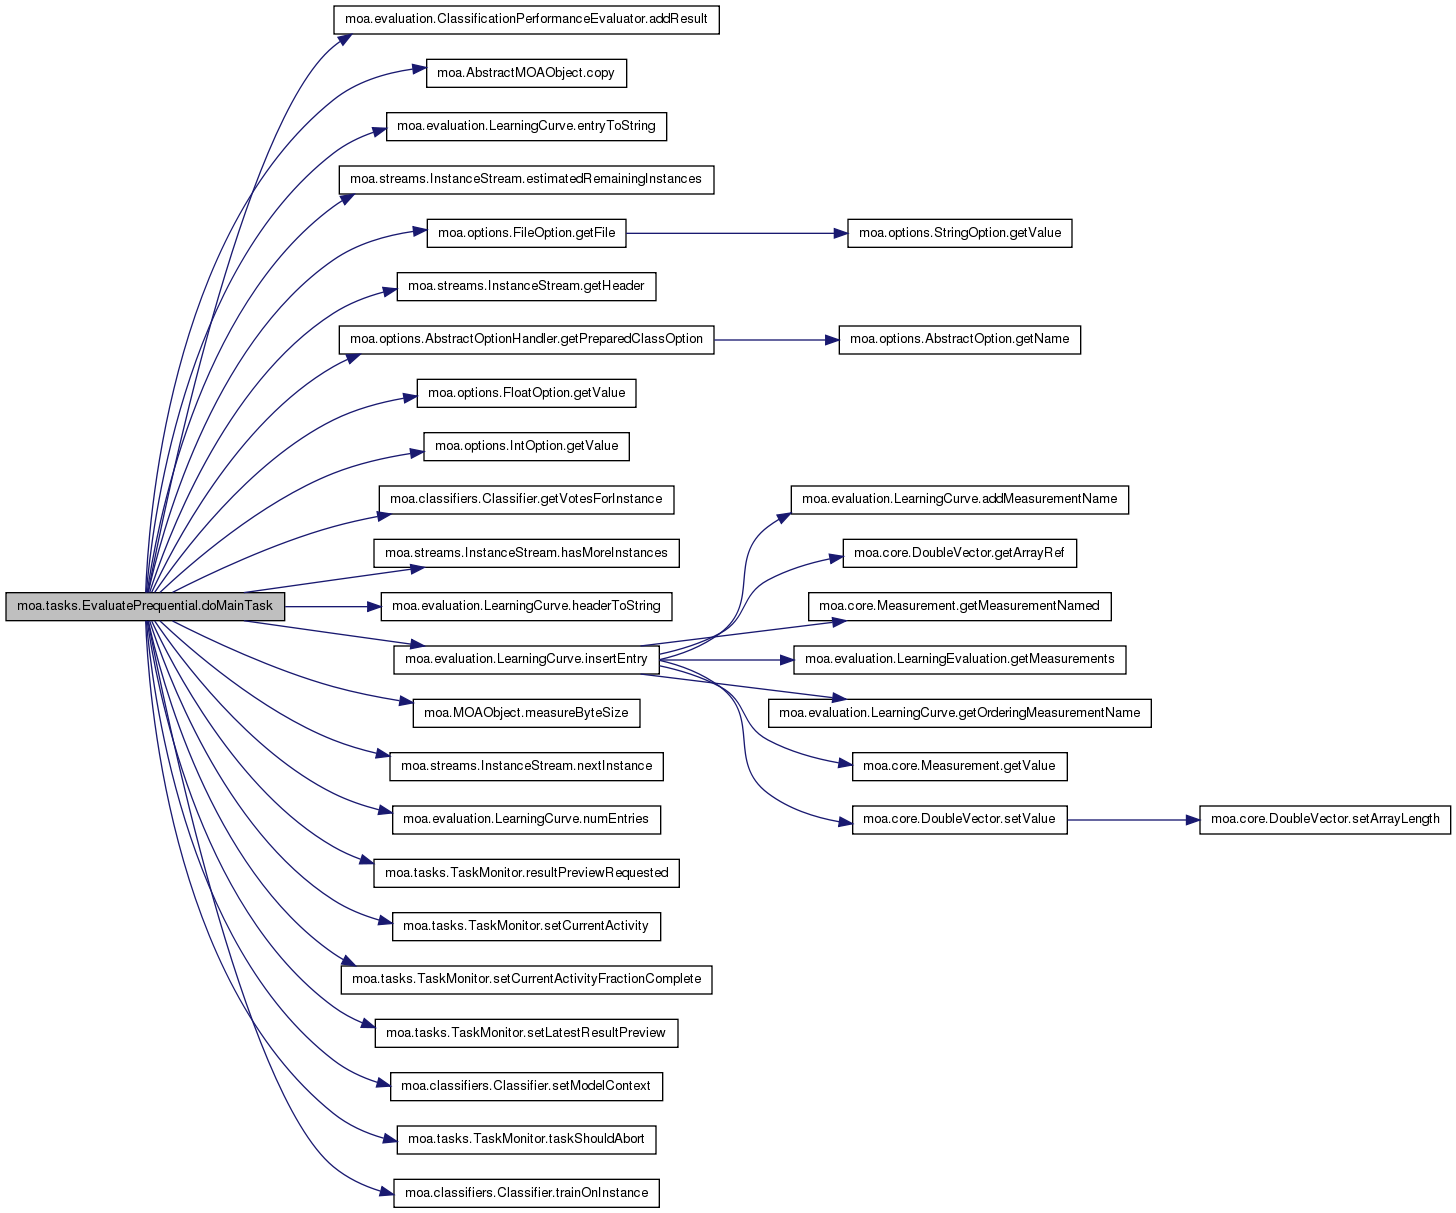 moa.evaluation.ClassificationPerformanceEvaluator.addResult
moa.AbstractMOAObject.copy
moa.evaluation.LearningCurve.entryToString
moa.streams.InstanceStream.estimatedRemainingInstances
moa.options.FileOption.getFile
moa.options.StringOption.getValue
moa.streams.InstanceStream.getHeader
moa.options.AbstractOptionHandler.getPreparedClassOption
moa.options.AbstractOption.getName
moa.options.FloatOption.getValue
moa.options.IntOption.getValue
moa.classifiers.Classifier.getVotesForInstance
moa.evaluation.LearningCurve.addMeasurementName
moa.streams.InstanceStream.hasMoreInstances
moa.core.DoubleVector.getArrayRef
moa.tasks.EvaluatePrequential.doMainTask
moa.evaluation.LearningCurve.headerToString
moa.core.Measurement.getMeasurementNamed
moa.evaluation.LearningCurve.insertEntry
moa.evaluation.LearningEvaluation.getMeasurements
moa.MOAObject.measureByteSize
moa.evaluation.LearningCurve.getOrderingMeasurementName
moa.streams.InstanceStream.nextInstance
moa.core.Measurement.getValue
moa.evaluation.LearningCurve.numEntries
moa.core.DoubleVector.setValue
moa.core.DoubleVector.setArrayLength
moa.tasks.TaskMonitor.resultPreviewRequested
moa.tasks.TaskMonitor.setCurrentActivity
moa.tasks.TaskMonitor.setCurrentActivityFractionComplete
moa.tasks.TaskMonitor.setLatestResultPreview
moa.classifiers.Classifier.setModelContext
moa.tasks.TaskMonitor.taskShouldAbort
moa.classifiers.Classifier.trainOnInstance